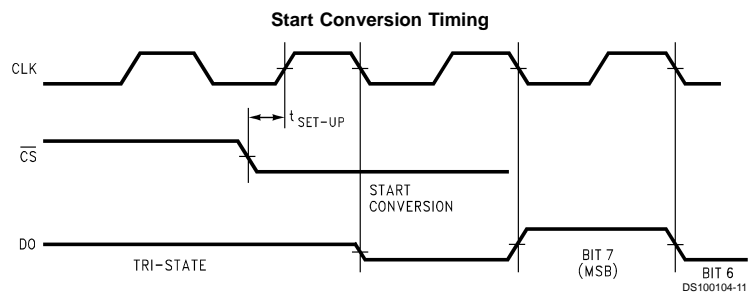 Start Conversion Timing
CLK
t SET-UP
CS
START
CONVERSION
DO
TRI-STATE
BIT 7
(MSB)
BIT 6
DS100104-11